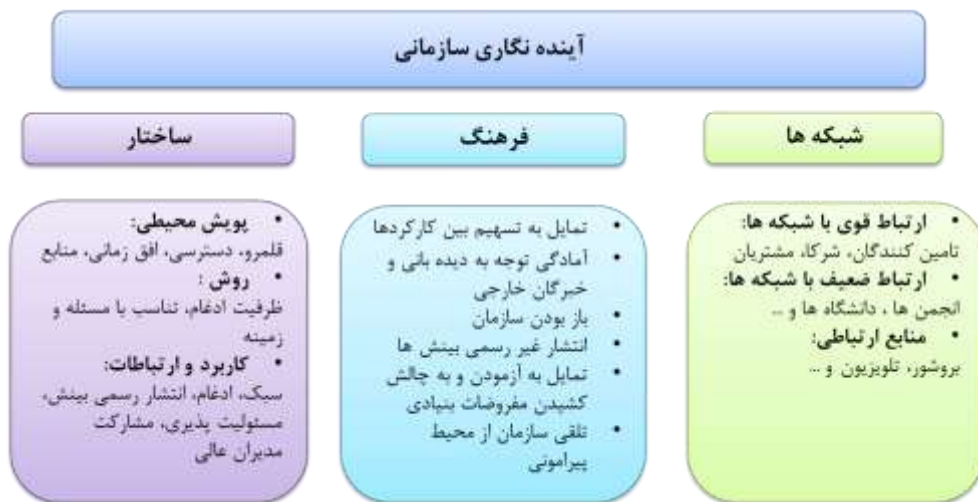 آینده نگاری سازمانی
شبکه ها
فرهنگ
ساختار
• ارتباط قوی با شبکه ها:
تامین کنندگان، شرکا، مشتریان
• ارتباط ضعیف با شبکه ها:
انجمن ها ، دانشگاه ها و ...
• منابع ارتباطی:
بروشور، تلویزیون و ...
• تمایل به تسهیم بین کارکردها
• آمادگی توجه به دیده بانی و
خبرگان خارجی
• باز بودن سازمان
• انتشار غیر رسمی بینش ها
• تمایل به آزمودن و به چالش
کشیدن مفروضات بنیادی
• تلقی سازمان از محیط
پیرامونی
• پویش محیطی:
قلمرو، دسترسی، افق زمانی، منابع
• روش :
ظرفیت ادغام، تناسب با مسئله و
زمینه
• کاربرد و ارتباطات:
سبک، ادغام، انتشار رسمی بینش،
مسئولیت پذیری، مشارکت
مدیران عالی